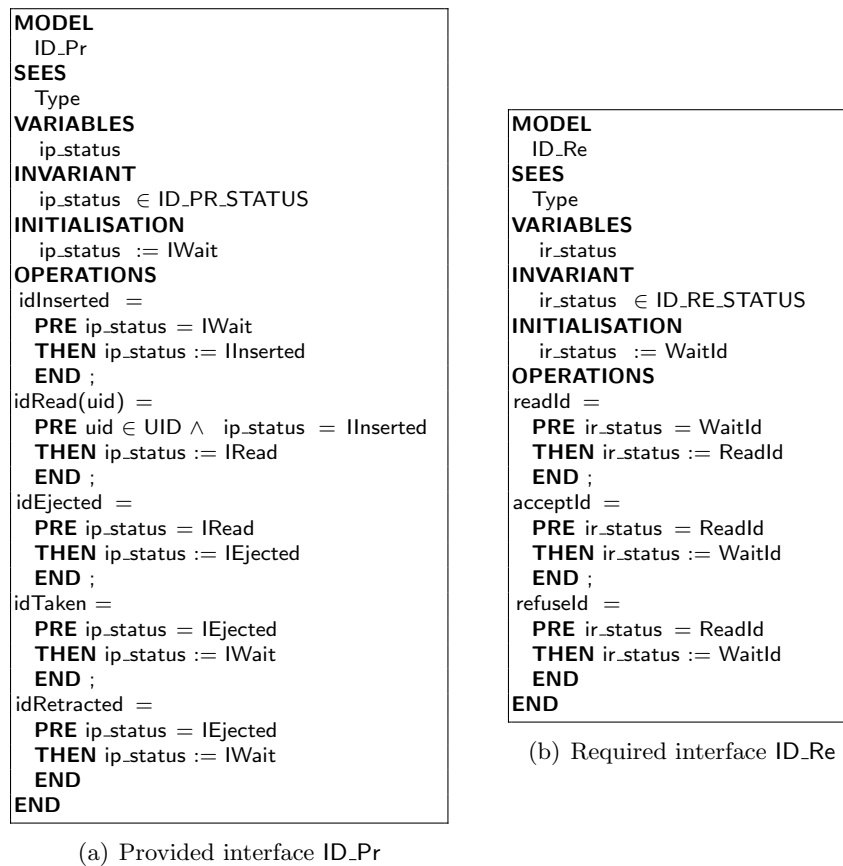 MODEL
ID_Pr
SEES
Type
VARIABLES
ip_status
INVARIANT
ip_status ∈ ID_PR_STATUS
INITIALISATION
ip_status := IWait
OPERATIONS
idInserted =
PRE ip_status = IWait
THEN ip_status := IInserted
END ;
idRead(uid) =
PRE uid ∈ UID ∧ ip_status = IInserted
THEN ip_status := IRead
END ;
idEjected =
PRE ip_status = IRead
THEN ip_status := IEjected
END ;
idTaken =
PRE ip_status = IEjected
THEN ip_status := IWait
END ;
idRetracted =
PRE ip_status = IEjected
THEN ip_status := IWait
END
END
(a) Provided interface ID_Pr
MODEL
ID_Re
SEES
Type
VARIABLES
ir_status
INVARIANT
ir_status ∈ ID_RE_STATUS
INITIALISATION
ir_status := WaitId
OPERATIONS
readId =
PRE ir_status = WaitId
THEN ir_status := ReadId
END ;
acceptId =
PRE ir_status = ReadId
THEN ir_status := WaitId
END ;
refuseId =
PRE ir_status = ReadId
THEN ir_status := WaitId
END
END
(b) Required interface ID_Re